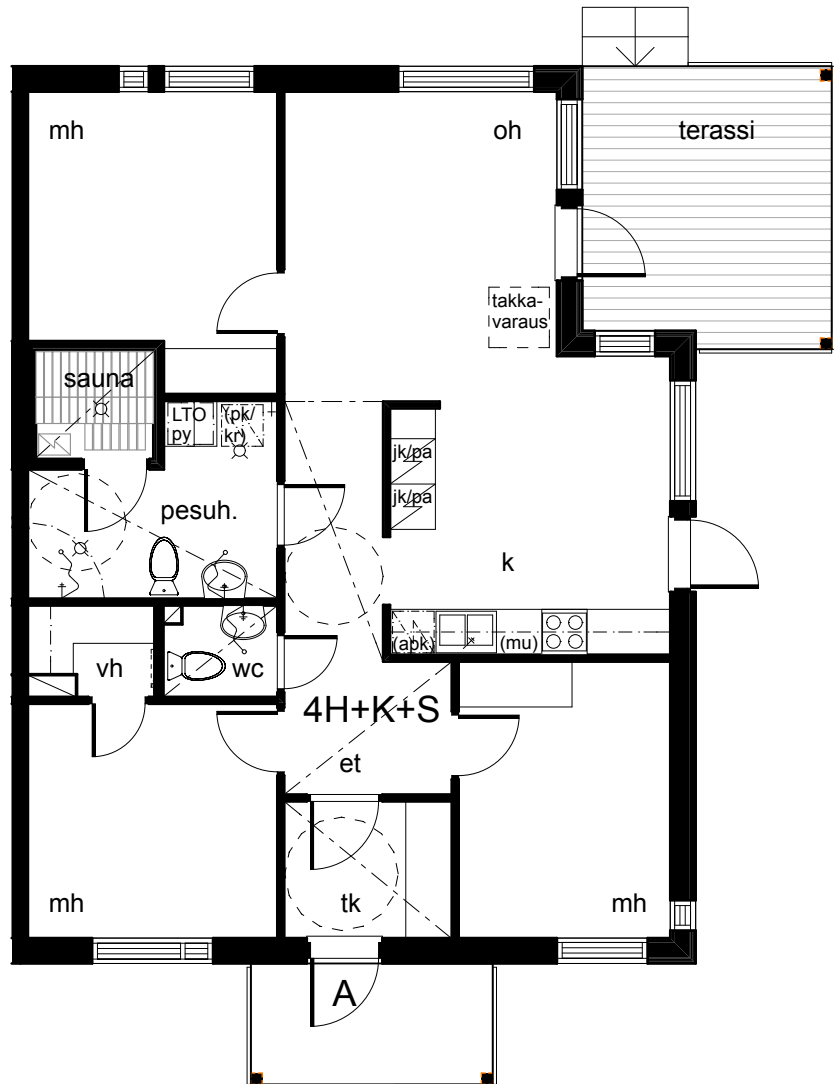 mh
oh
terassi
takka-
varaus
sauna
LTO
py
(pk/
kr)
jk/pa
jk/pa
pesuh.
k
(apk)
(mu)
vh
wc
4H+K+S
et
mh
tk
mh
A